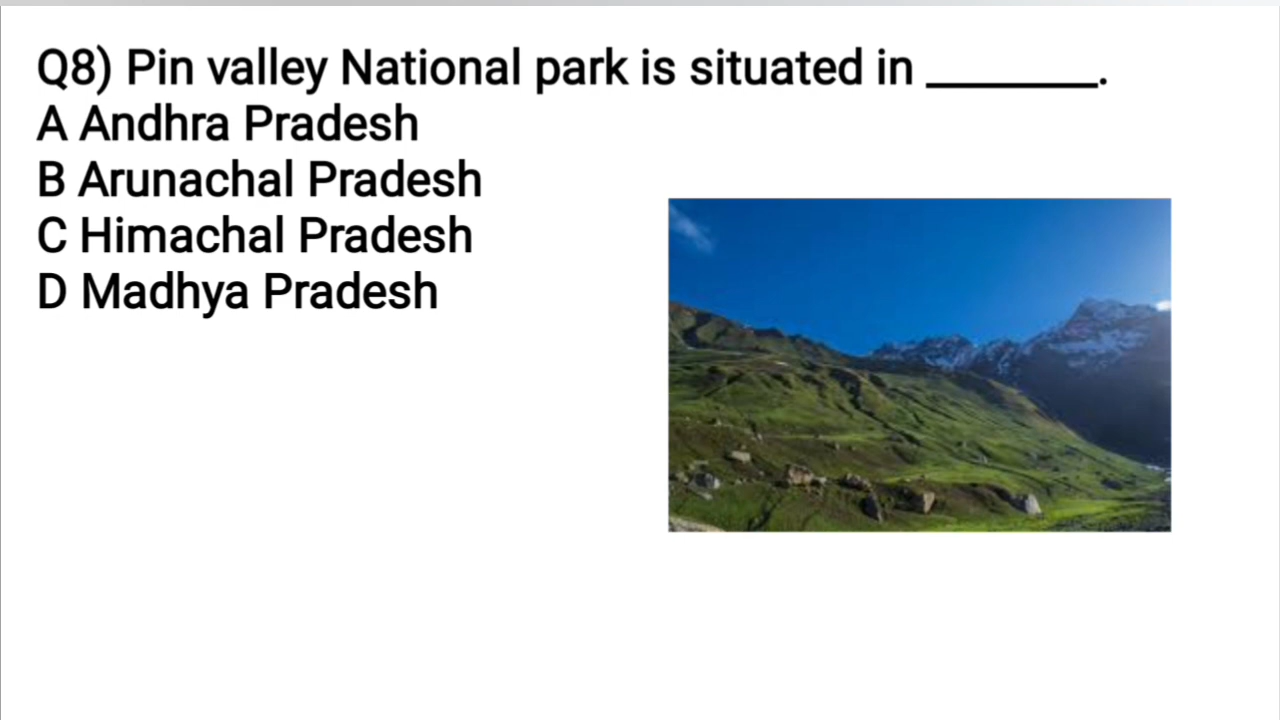 Q8) Pin valley National park is situated in ________.
A Andhra Pradesh
B Arunachal Pradesh
C Himachal Pradesh
D Madhya Pradesh